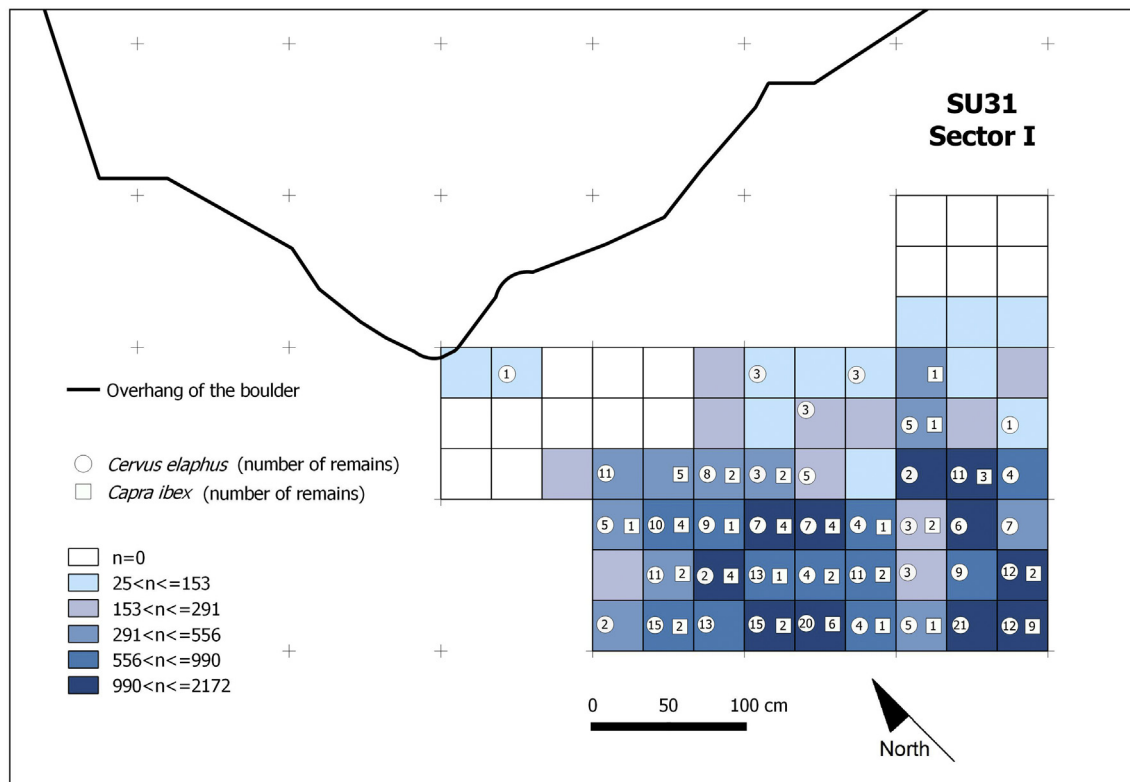 SU31
Sector I
Overhang of the boulder
Cervus elaphus (number of remains)
Capra ibex (number of remains)
n=0
25<n<=153
153<n<=291
291<n<=556
556<n<=990
990<n<=2172
1 3 3 1
3 5 1 1
11 5 8 2 3 2 5 2 11 3 4
5 1 10 4 9 1 7 4 7 4 4 1 3 2 6 7
11 2 2 4 13 1 4 2 11 2 3 9 12 2
2 15 2 13 15 2 20 6 4 1 5 1 21 12 9
0 50 100 cm
North